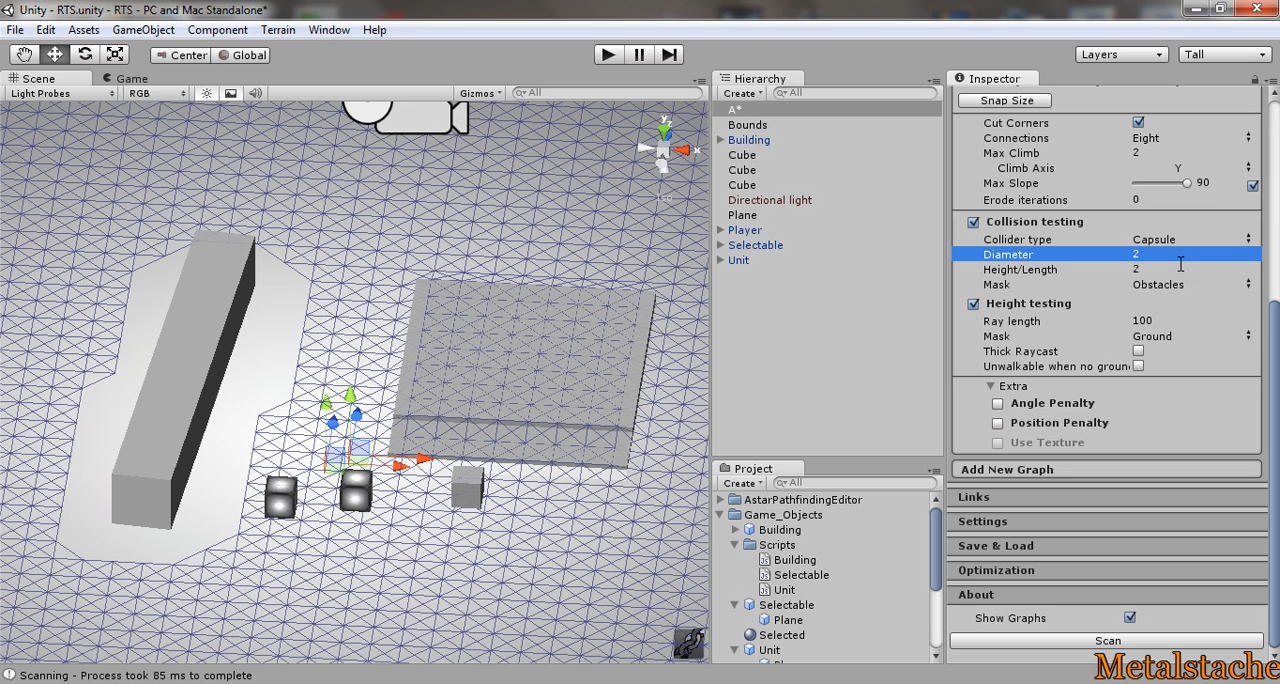 Unity - RTS.unity - RTS - PC and Mac Standalone*
File Edit Assets GameObject Component Terrain Window Help
Center Global Layers Tall
Scene Game
Light Probes RGB Gizmos All
y
x
z
Iso
Hierarchy
Create All
A*
Bounds
Building
Cube
Cube
Cube
Directional light
Plane
Player
Selectable
Unit
Project
Create All
AstarPathfindingEditor
Game_Objects
Building
Scripts
Building
Selectable
Unit
Selectable
Plane
Selected
Unit
Inspector
Snap Size
Cut Corners
Connections Eight
Max Climb 2
Climb Axis Y
Max Slope 90
Erode iterations 0
Collision testing
Collider type Capsule
Diameter 2
Height/Length 2
Mask Obstacles
Height testing
Ray length 100
Mask Ground
Thick Raycast
Unwalkable when no groun
Extra
Angle Penalty
Position Penalty
Use Texture
Add New Graph
Links
Settings
Save & Load
Optimization
About
Show Graphs
Scan
Scanning - Process took 85 ms to complete
Metalstache